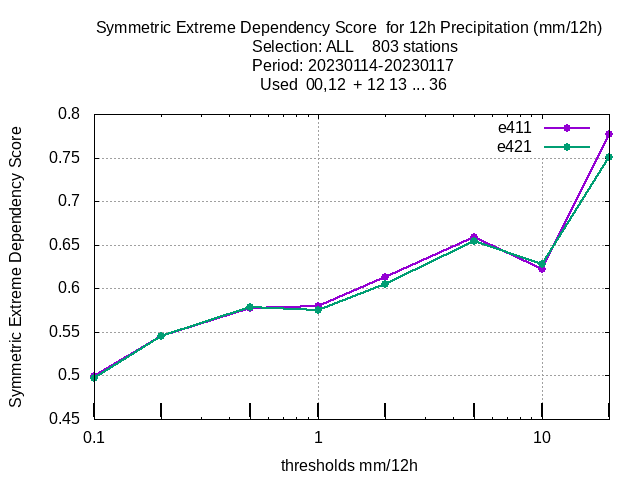 Symmetric Extreme Dependency Score  for 12h Precipitation (mm/12h)
Selection: ALL    803 stations
Period: 20230114-20230117
Used  00,12  + 12 13 ... 36
Symmetric Extreme Dependency Score
0.8
0.75
0.7
0.65
0.6
0.55
0.5
0.45
e411
e421
0.1
1
10
thresholds mm/12h